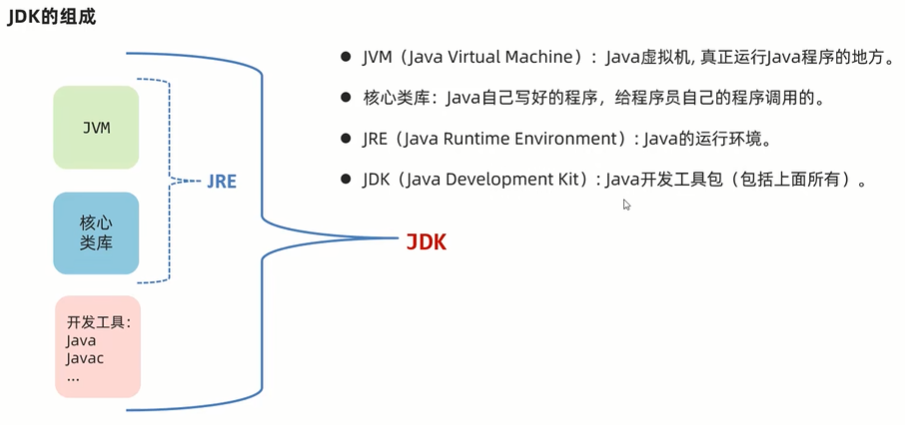 JDK的组成
JVM
核心
类库
开发工具：
Java
Javac
...
JRE
JDK
● JVM（Java Virtual Machine）：Java虚拟机, 真正运行Java程序的地方。
● 核心类库：Java自己写好的程序，给程序员自己的程序调用的。
● JRE（Java Runtime Environment）: Java的运行环境。
● JDK（Java Development Kit）: Java开发工具包（包括上面所有）。